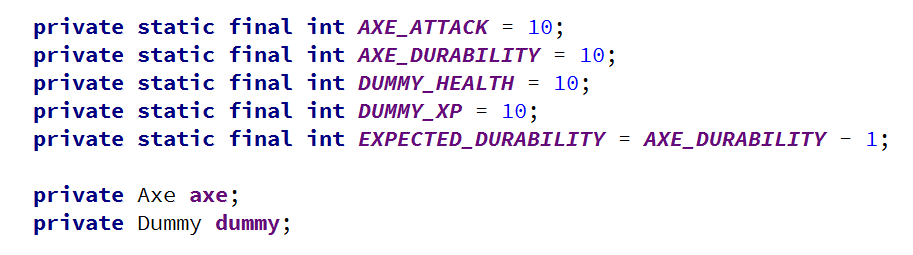 private static final int AXE_ATTACK = 10;
private static final int AXE_DURABILITY = 10;
private static final int DUMMY_HEALTH = 10;
private static final int DUMMY_XP = 10;
private static final int EXPECTED_DURABILITY = AXE_DURABILITY - 1;
private Axe axe;
private Dummy dummy;